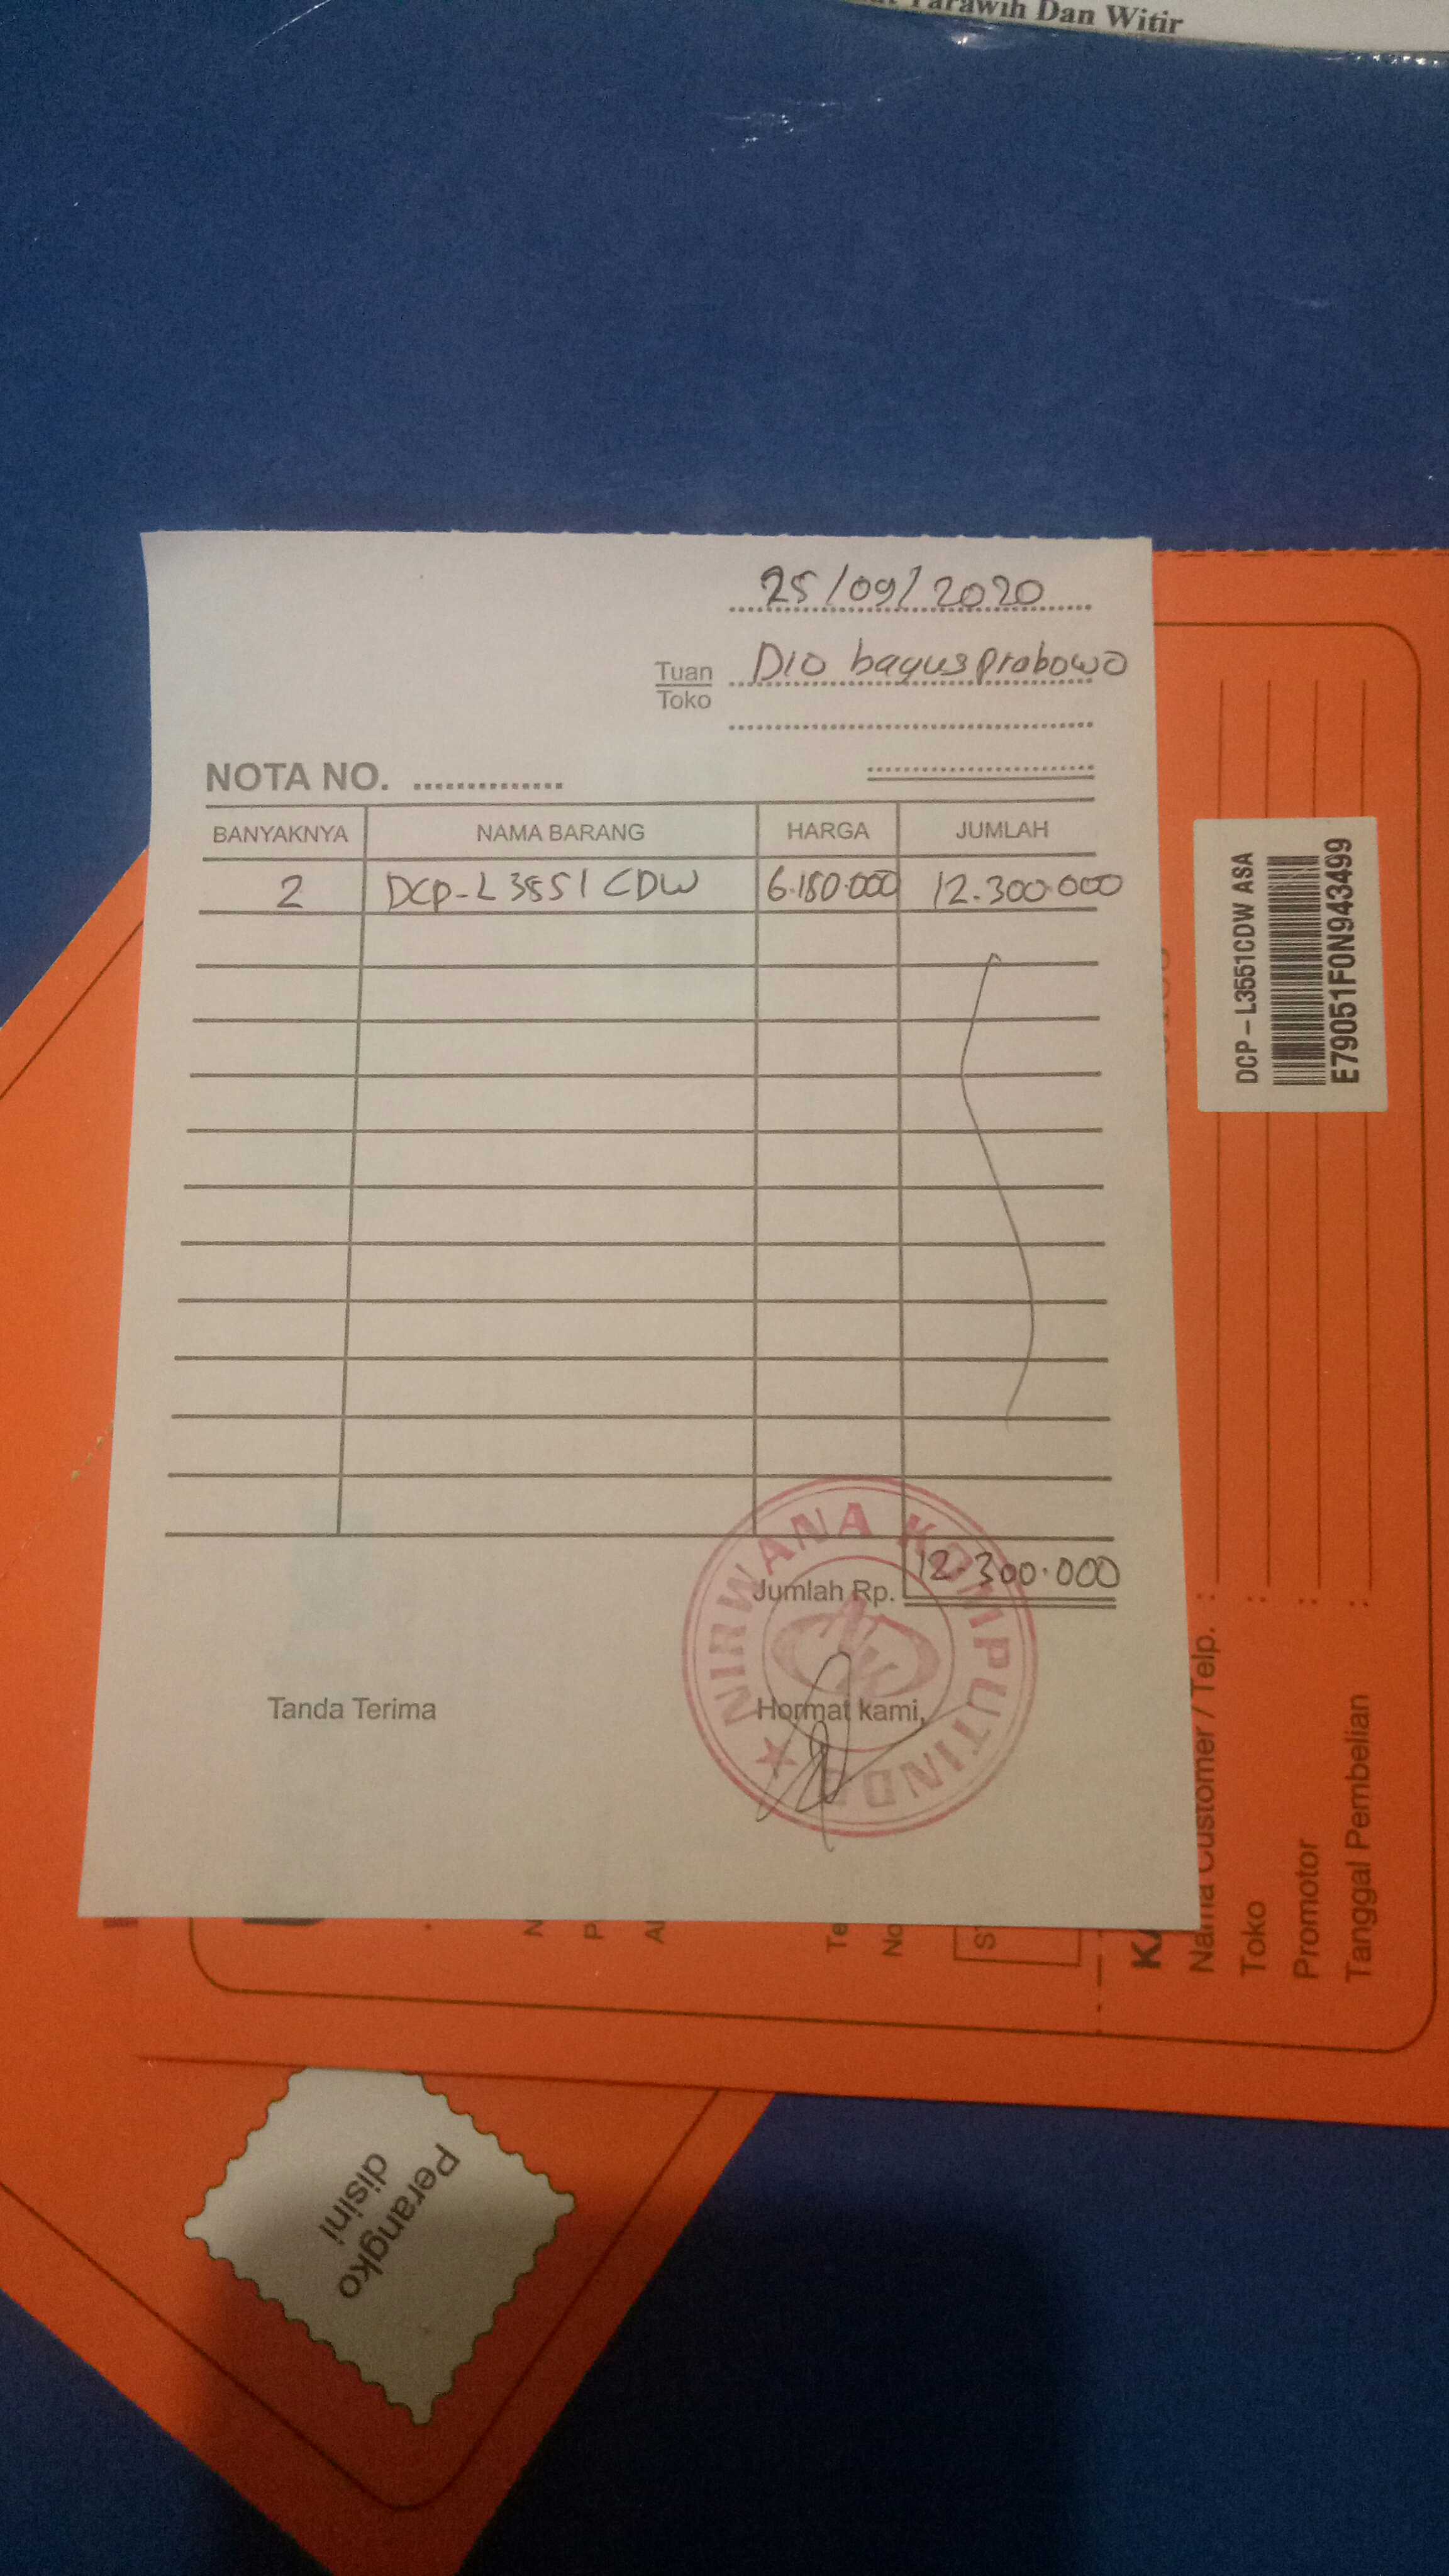 Tarawih Dan Witir
25/09/2020
Tuan Dio bagus prabowo
Toko
NOTA NO. ..............
BANYAKNYA NAMA BARANG HARGA JUMLAH
2 DCP-L3551CDW 6.150.000 12.300.000
Jumlah Rp. 12.300.000
Tanda Terima Hormat kami,
NIRWANA KOMPUTINDO
DCP-L3551CDW ASA
E79051F0N943499
Nama Customer / Telp. :
Toko :
Promotor :
Tanggal Pembelian :
Perangko
disini